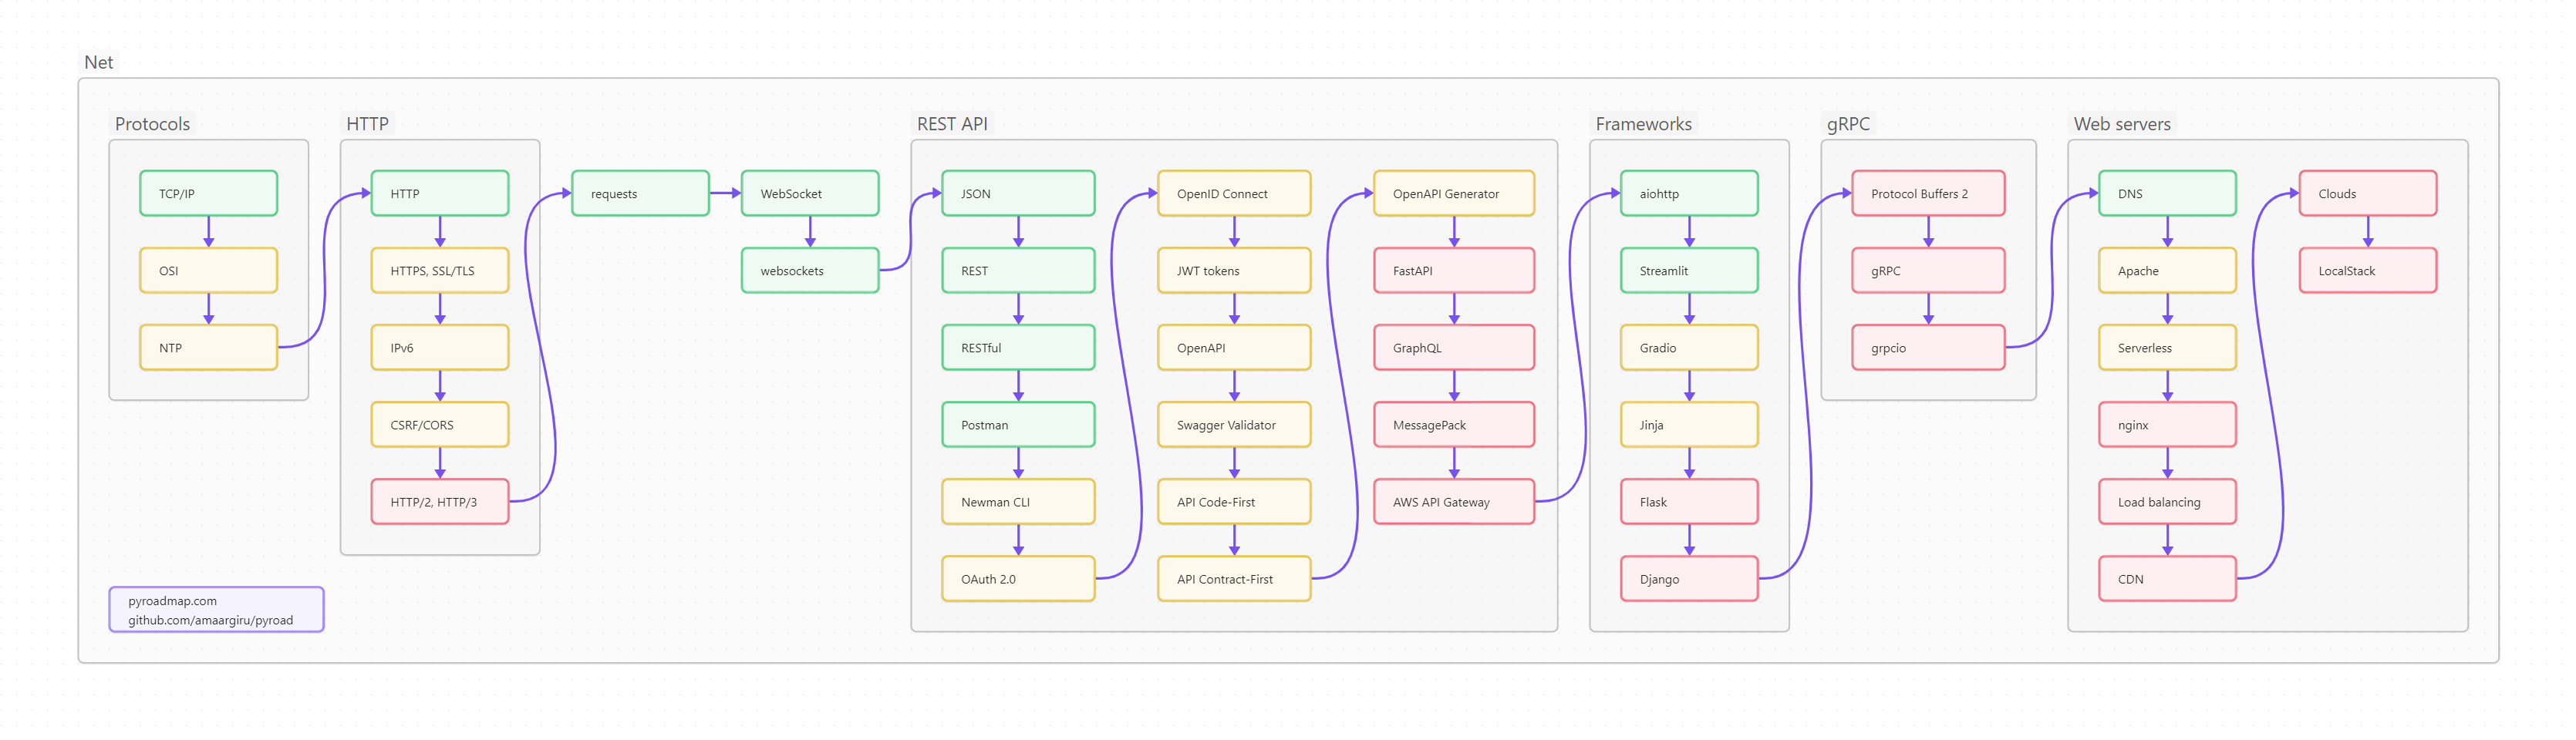 Net
Protocols
TCP/IP
OSI
NTP
HTTP
HTTP
HTTPS, SSL/TLS
IPv6
CSRF/CORS
HTTP/2, HTTP/3
requests
WebSocket
websockets
REST API
JSON
REST
RESTful
Postman
Newman CLI
OAuth 2.0
OpenID Connect
JWT tokens
OpenAPI
Swagger Validator
API Code-First
API Contract-First
OpenAPI Generator
FastAPI
GraphQL
MessagePack
AWS API Gateway
Frameworks
aiohttp
Streamlit
Gradio
Jinja
Flask
Django
gRPC
Protocol Buffers 2
gRPC
grpcio
Web servers
DNS
Apache
Serverless
nginx
Load balancing
CDN
Clouds
LocalStack
pyroadmap.com
github.com/amaargiru/pyroad